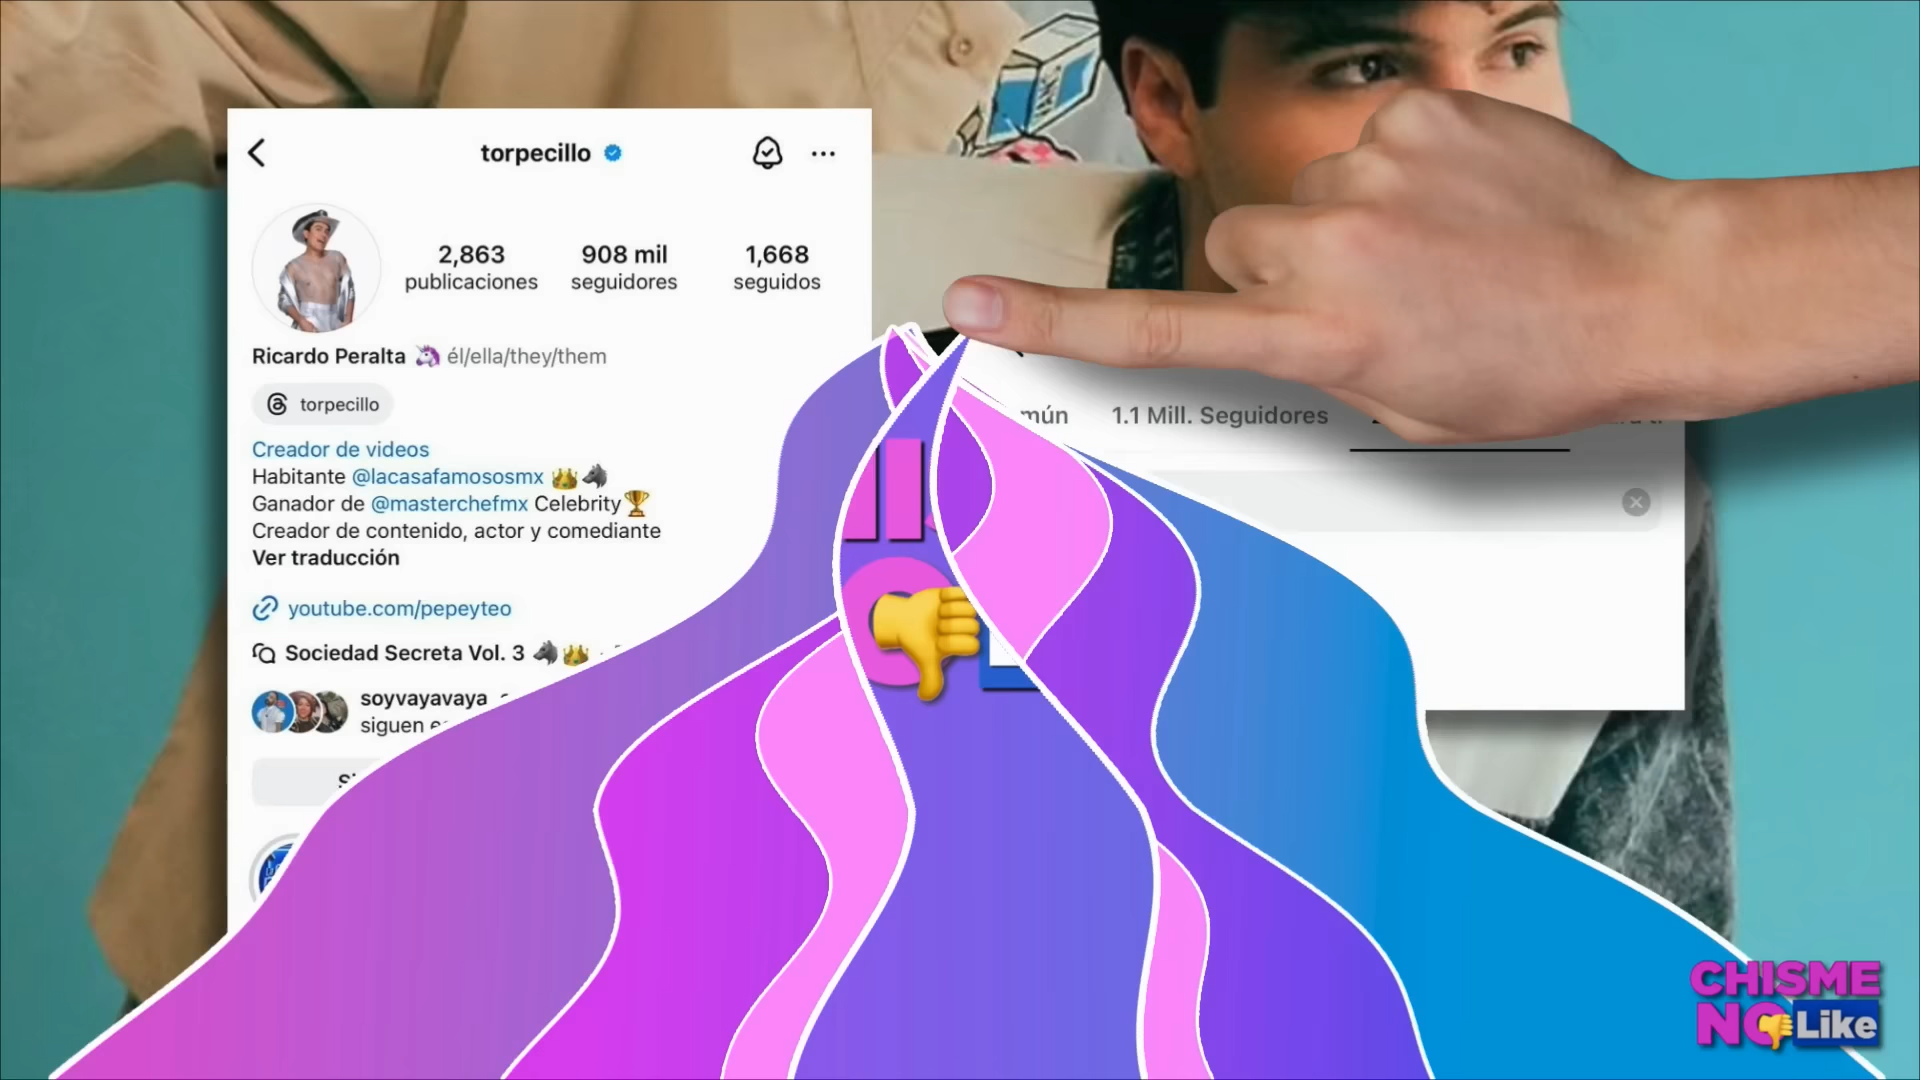 torpecillo
2,863
publicaciones
908 mil
seguidores
1,668
seguidos
Ricardo Peralta 🦄 él/ella/they/them
torpecillo
Creador de videos
Habitante @lacasafamososmx 👑🐺
Ganador de @masterchefmx Celebrity🏆
Creador de contenido, actor y comediante
Ver traducción
youtube.com/pepeyteo
Sociedad Secreta Vol. 3 🐺👑
soyvayavaya
siguen
mún
1.1 Mill. Seguidores
CHISME
NO Like